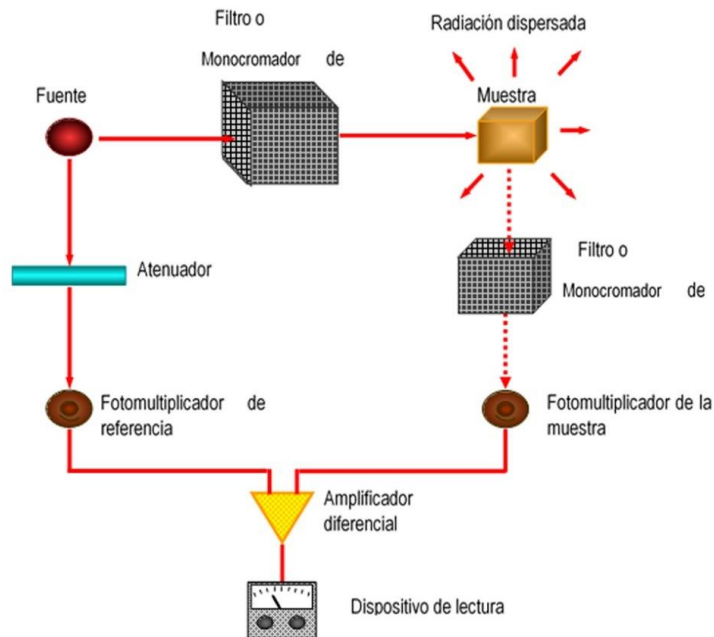 Filtro o
Monocromador de
Radiación dispersada
Fuente
Muestra
Atenuador
Filtro o
Monocromador de
Fotomultiplicador de
referencia
Fotomultiplicador de la
muestra
Amplificador
diferencial
Dispositivo de lectura